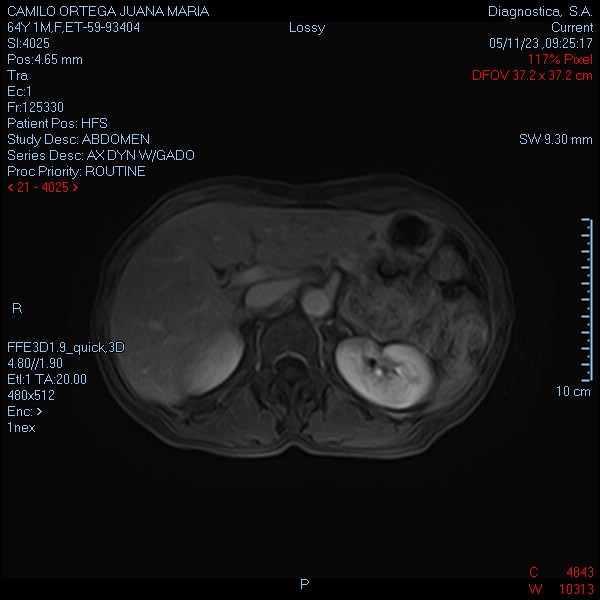 CAMILO ORTEGA JUANA MARIA
64Y 1M,F,ET-59-93404
SI:4025
Pos:4.65 mm
Tra
Ec:1
Fr:125330
Patient Pos: HFS
Study Desc: ABDOMEN
Series Desc: AX DYN W/GADO
Proc Priority: ROUTINE
< 21 - 4025 >
Lossy
Diagnostica, S.A.
Current
05/11/23 ,09:25:17
117% Pixel
DFOV 37.2 x 37.2 cm
SW 9.30 mm
R
10 cm
FFE3D1.9_quick,3D
4.80//1.90
Etl:1 TA:20.00
480x512
Enc: >
1nex
P
C 4843
W 10313